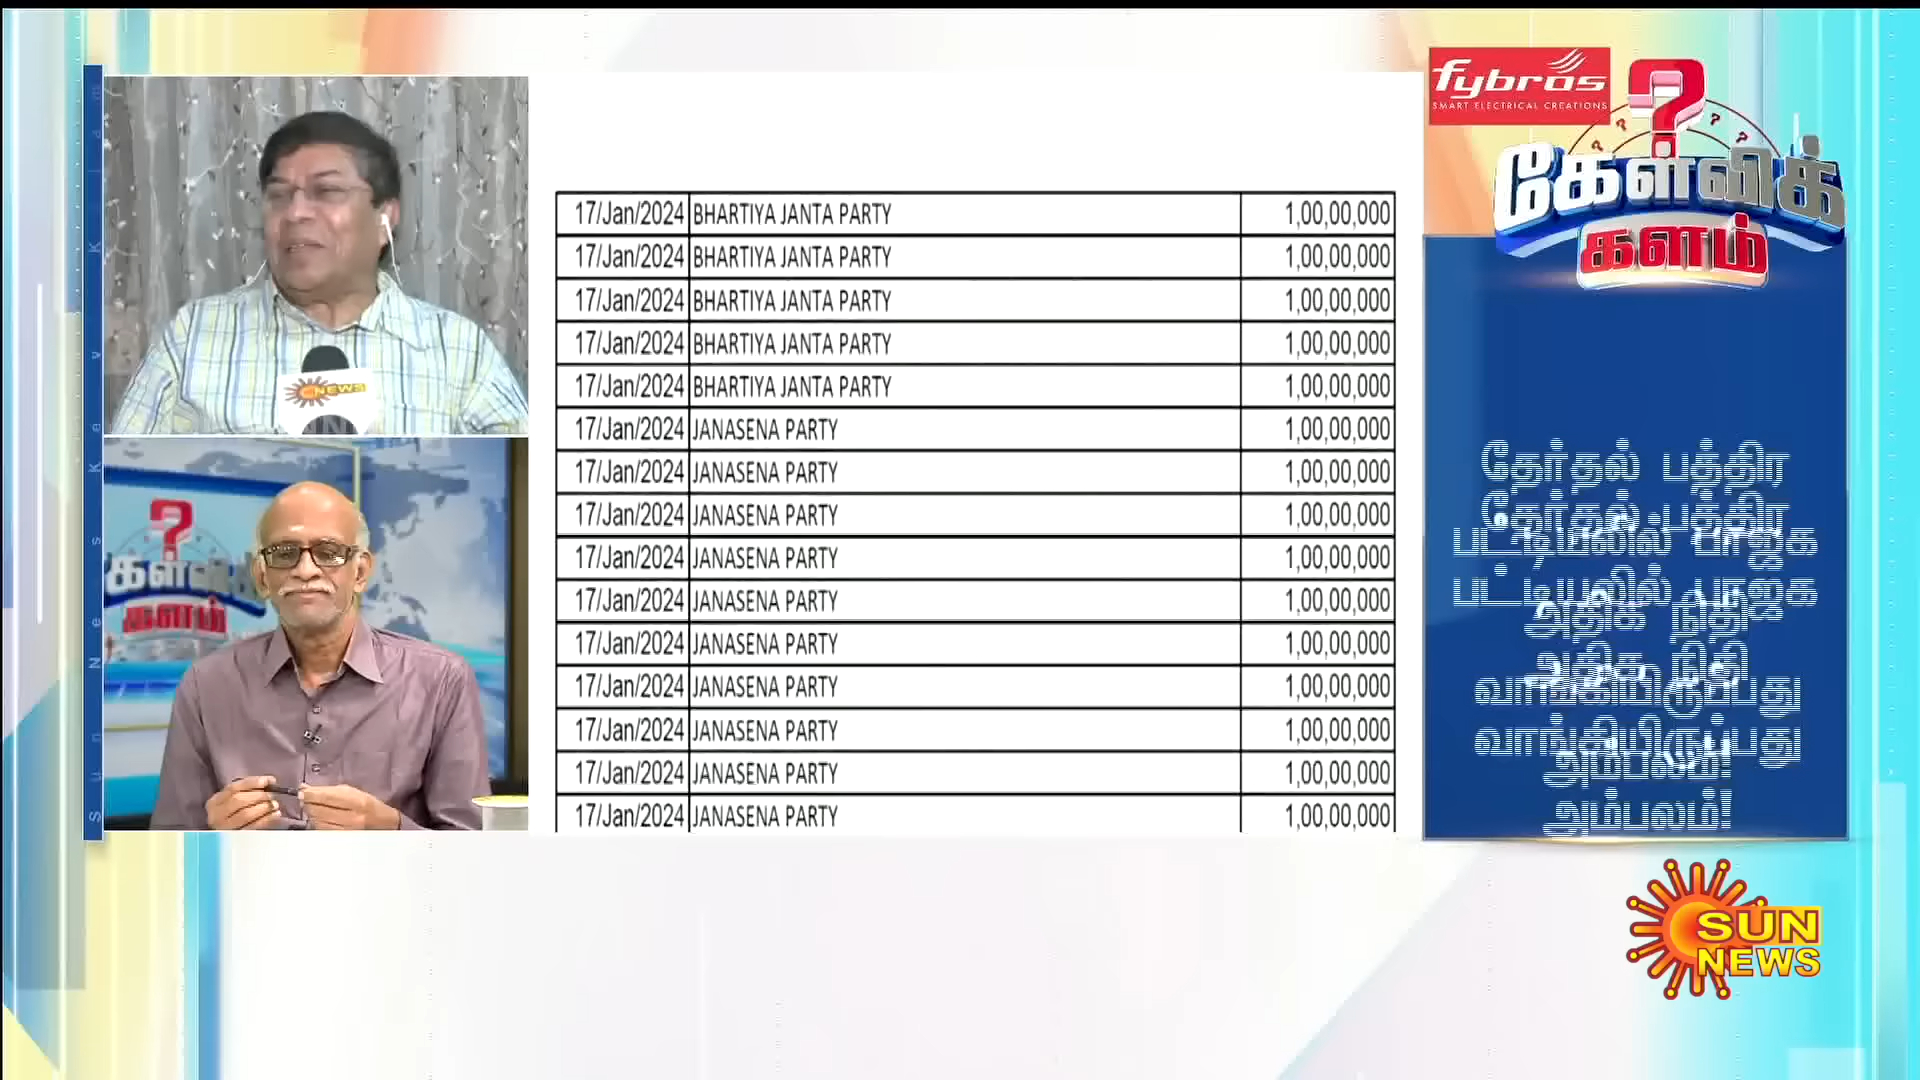 fybros
SMART ELECTRICAL CREATIONS
கேள்விக்
களம்
17/Jan/2024 BHARTIYA JANTA PARTY 1,00,00,000
17/Jan/2024 BHARTIYA JANTA PARTY 1,00,00,000
17/Jan/2024 BHARTIYA JANTA PARTY 1,00,00,000
17/Jan/2024 BHARTIYA JANTA PARTY 1,00,00,000
17/Jan/2024 BHARTIYA JANTA PARTY 1,00,00,000
17/Jan/2024 JANASENA PARTY 1,00,00,000
17/Jan/2024 JANASENA PARTY 1,00,00,000
17/Jan/2024 JANASENA PARTY 1,00,00,000
17/Jan/2024 JANASENA PARTY 1,00,00,000
17/Jan/2024 JANASENA PARTY 1,00,00,000
17/Jan/2024 JANASENA PARTY 1,00,00,000
17/Jan/2024 JANASENA PARTY 1,00,00,000
17/Jan/2024 JANASENA PARTY 1,00,00,000
17/Jan/2024 JANASENA PARTY 1,00,00,000
17/Jan/2024 JANASENA PARTY 1,00,00,000
தேர்தல் பத்திர
பட்டியலில் பாஜக
அதிக நிதி
வாங்கியிருப்பது
அம்பலம்!
NEWS
களம்
SUN
NEWS